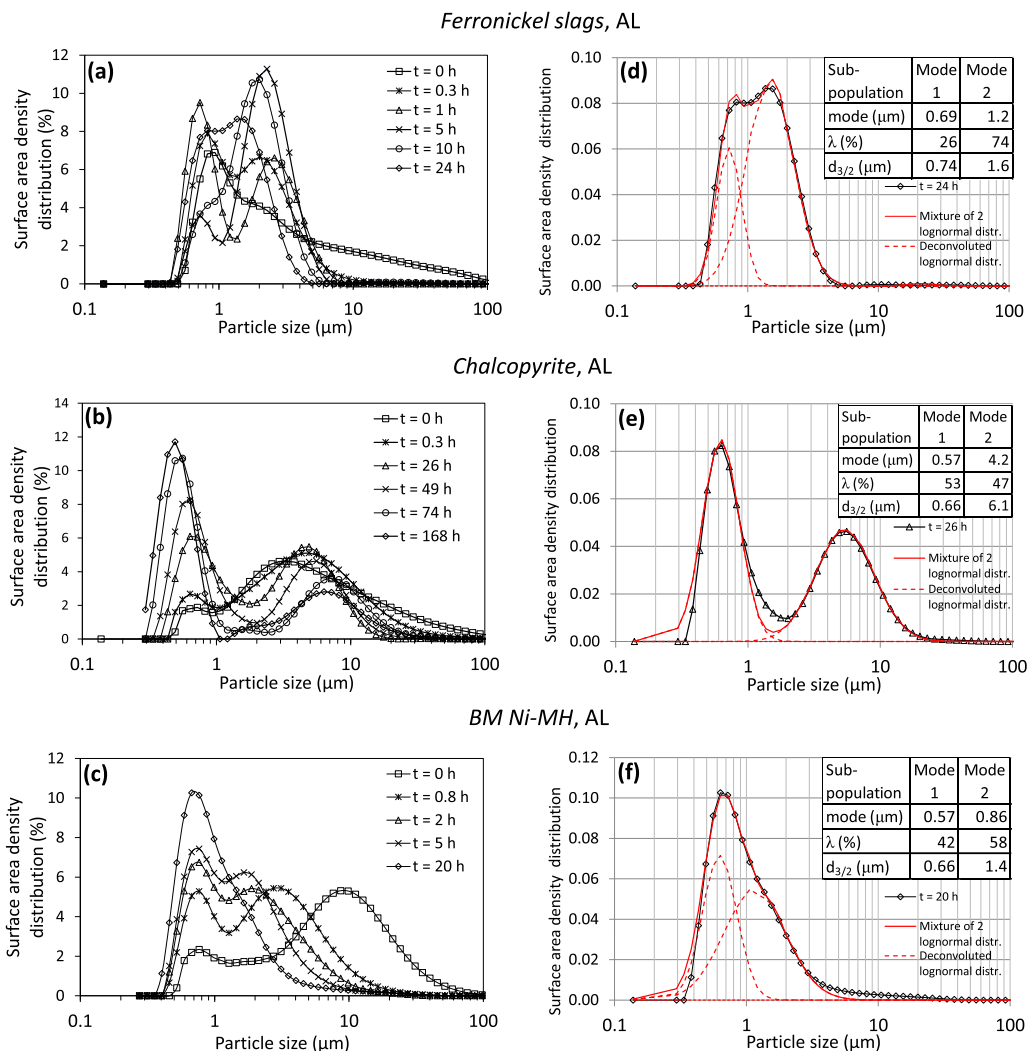 Ferronickel slags, AL
(a)
Surface area density
distribution (%)
12
10
8
6
4
2
0
t = 0 h
t = 0.3 h
t = 1 h
t = 5 h
t = 10 h
t = 24 h
0.1 1 10 100
Particle size (µm)
(d)
Surface area density distribution
0.10
0.08
0.06
0.04
0.02
0.00
Sub-population Mode 1 Mode 2
mode (µm) 0.69 1.2
λ (%) 26 74
d3/2 (µm) 0.74 1.6
t = 24 h
Mixture of 2
lognormal distr.
Deconvoluted
lognormal distr.
0.1 1 10 100
Particle size (µm)
Chalcopyrite, AL
(b)
Surface area density
distribution (%)
14
12
10
8
6
4
2
0
t = 0 h
t = 0.3 h
t = 26 h
t = 49 h
t = 74 h
t = 168 h
0.1 1 10 100
Particle size (µm)
(e)
Surface area density distribution
0.10
0.08
0.06
0.04
0.02
0.00
Sub-population Mode 1 Mode 2
mode (µm) 0.57 4.2
λ (%) 53 47
d3/2 (µm) 0.66 6.1
t = 26 h
Mixture of 2
lognormal distr.
Deconvoluted
lognormal distr.
0.1 1 10 100
Particle size (µm)
BM Ni-MH, AL
(c)
Surface area density
distribution (%)
12
10
8
6
4
2
0
t = 0 h
t = 0.8 h
t = 2 h
t = 5 h
t = 20 h
0.1 1 10 100
Particle size (µm)
(f)
Surface area density distribution
0.12
0.10
0.08
0.06
0.04
0.02
0.00
Sub-population Mode 1 Mode 2
mode (µm) 0.57 0.86
λ (%) 42 58
d3/2 (µm) 0.66 1.4
t = 20 h
Mixture of 2
lognormal distr.
Deconvoluted
lognormal distr.
0.1 1 10 100
Particle size (µm)